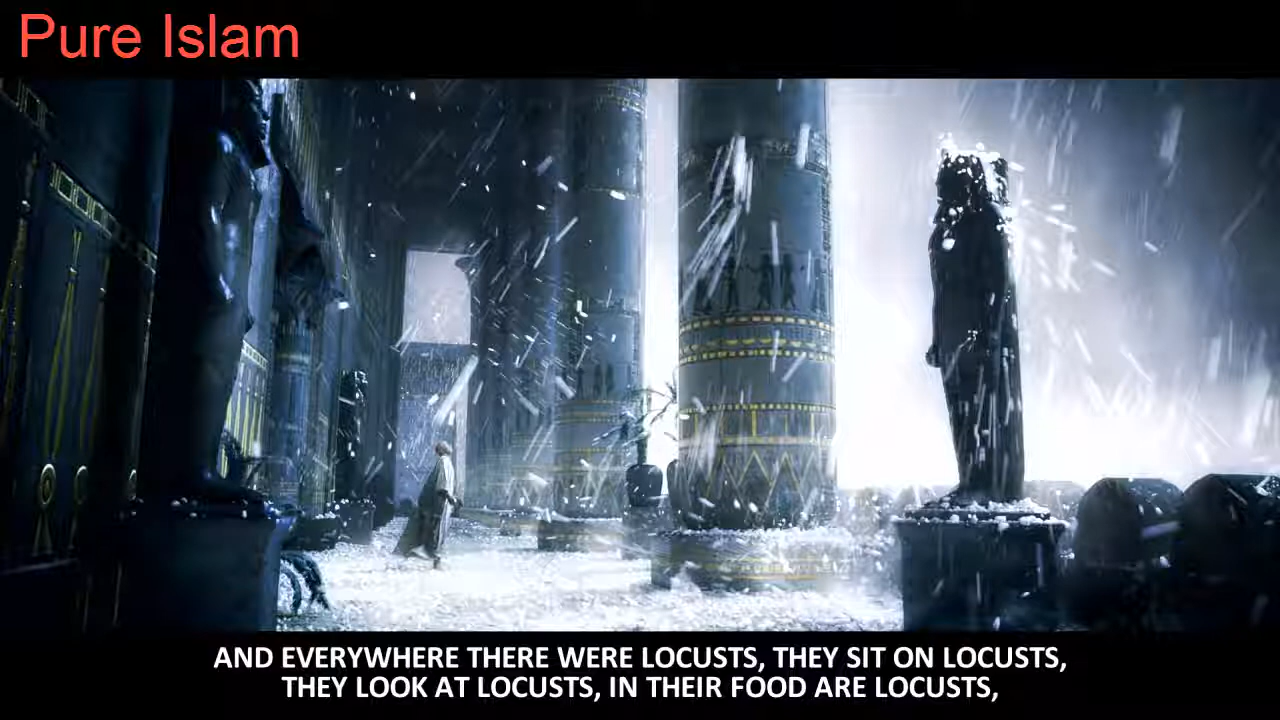 Pure Islam
AND EVERYWHERE THERE WERE LOCUSTS, THEY SIT ON LOCUSTS,
THEY LOOK AT LOCUSTS, IN THEIR FOOD ARE LOCUSTS,